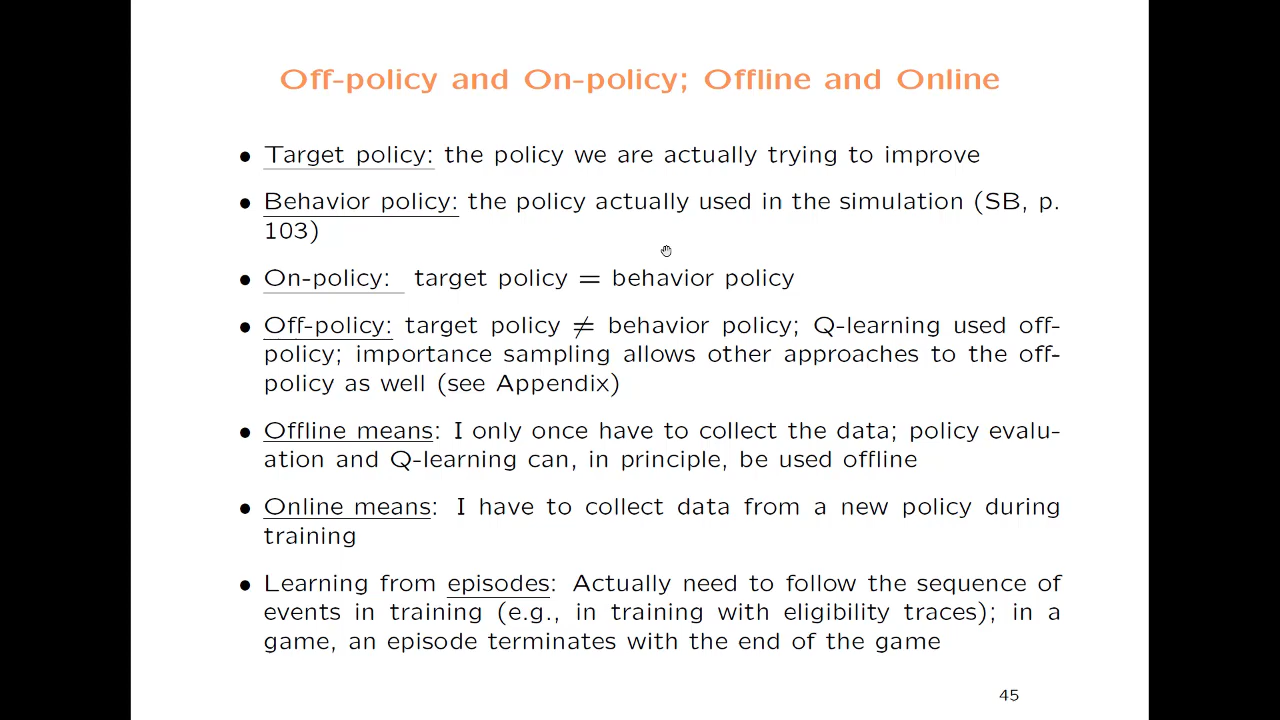 Off-policy and On-policy; Offline and Online
• Target policy: the policy we are actually trying to improve
• Behavior policy: the policy actually used in the simulation (SB, p.
103)
• On-policy: target policy = behavior policy
• Off-policy: target policy ≠ behavior policy; Q-learning used off-
policy; importance sampling allows other approaches to the off-
policy as well (see Appendix)
• Offline means: I only once have to collect the data; policy evalu-
ation and Q-learning can, in principle, be used offline
• Online means: I have to collect data from a new policy during
training
• Learning from episodes: Actually need to follow the sequence of
events in training (e.g., in training with eligibility traces); in a
game, an episode terminates with the end of the game
45